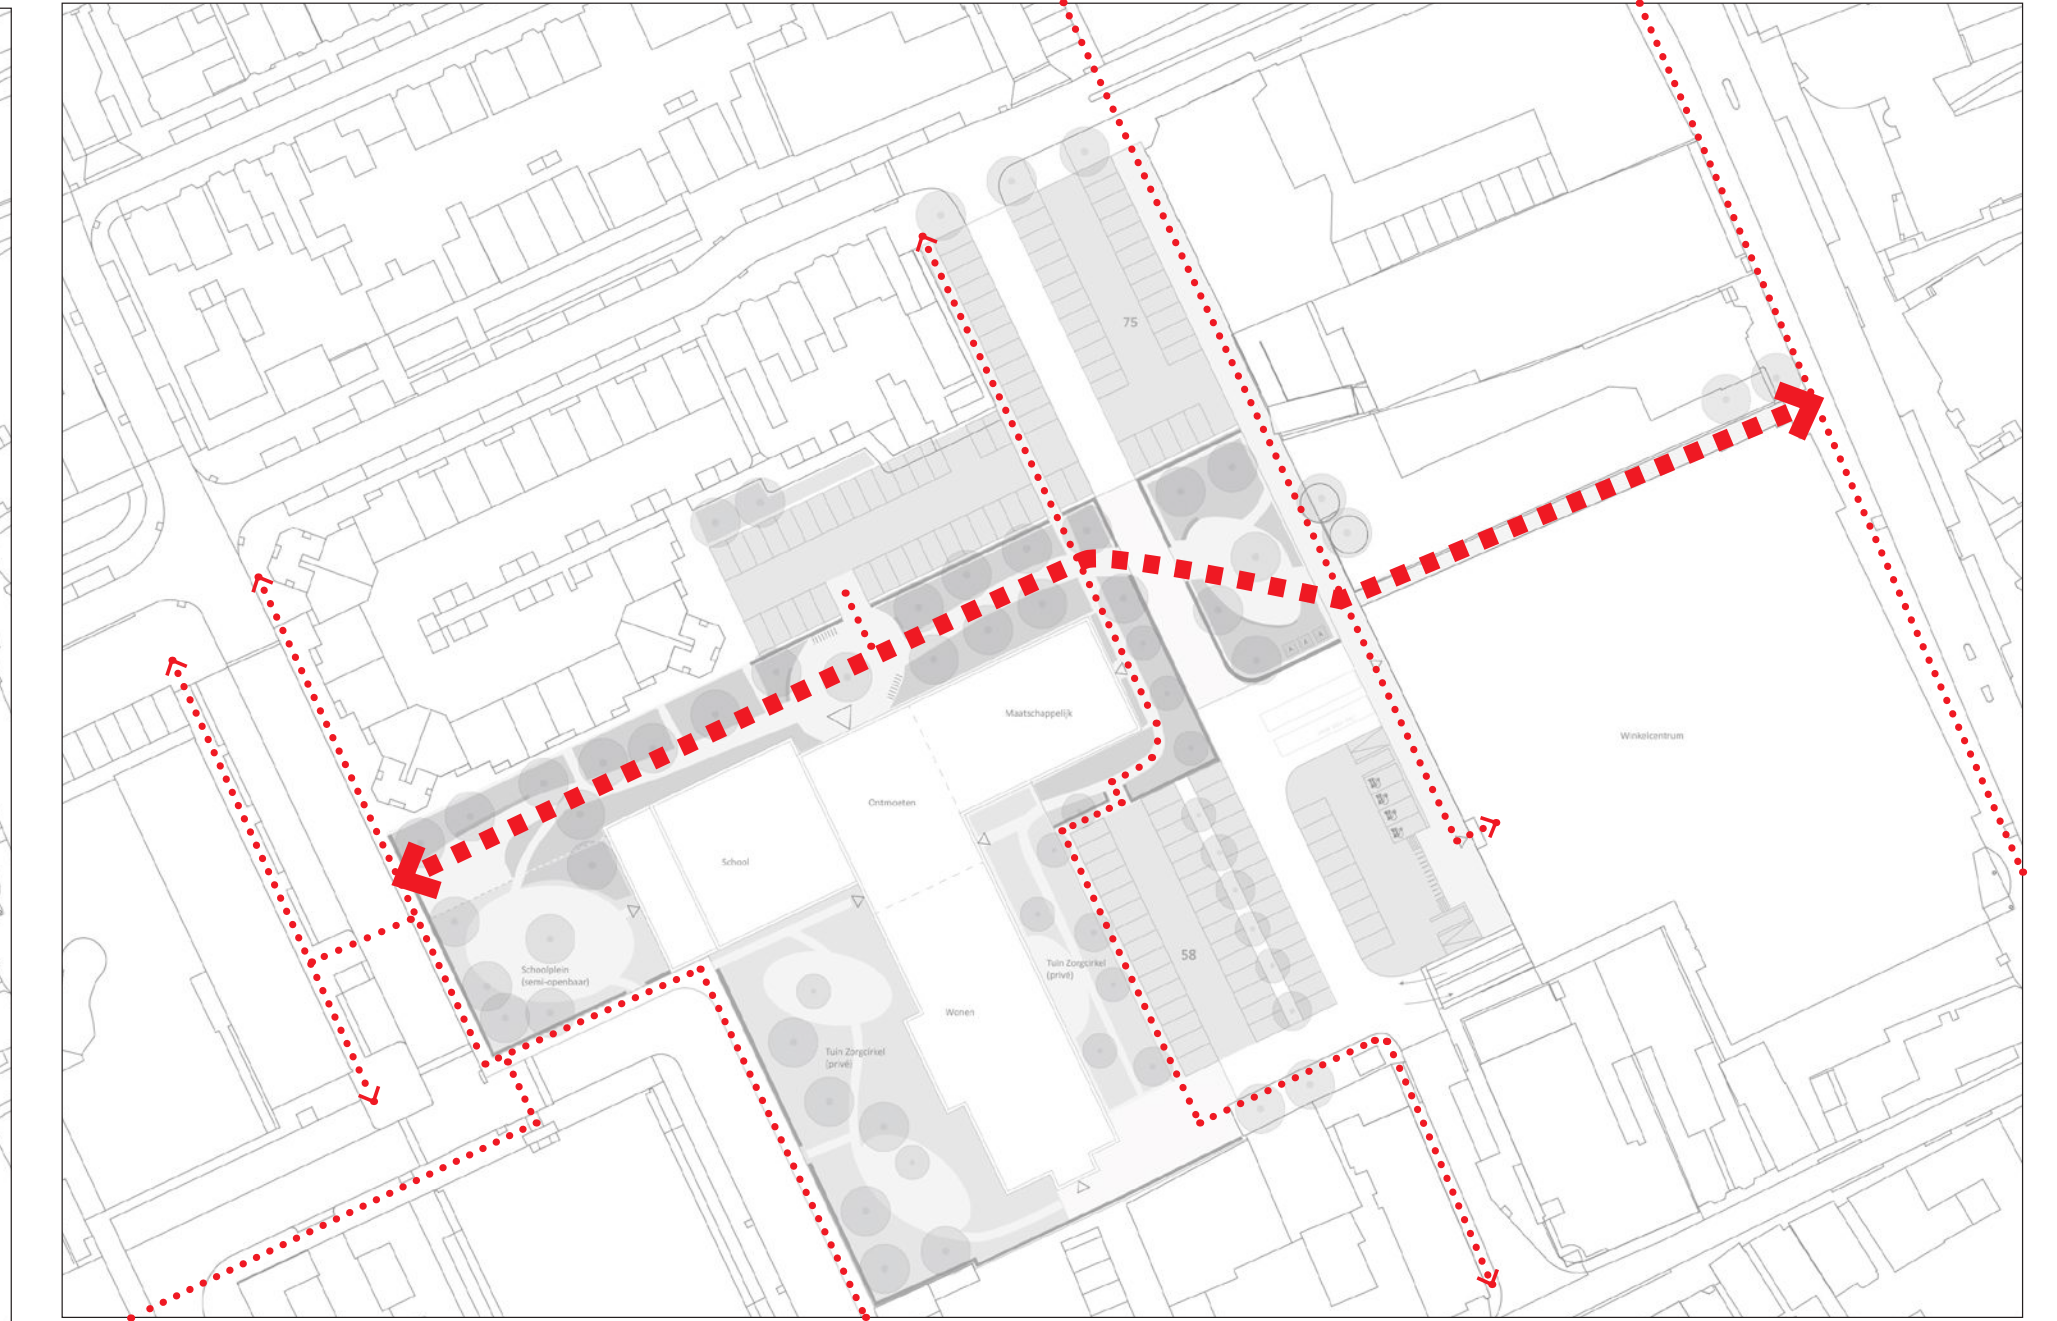 75
Maatschappelijk
Winkelcentrum
Ontmoeten
School
58
Schoolplein
(semi-openbaar)
Tuin Zorgcirkel
(privé)
Wonen
Tuin Zorgcirkel
(privé)